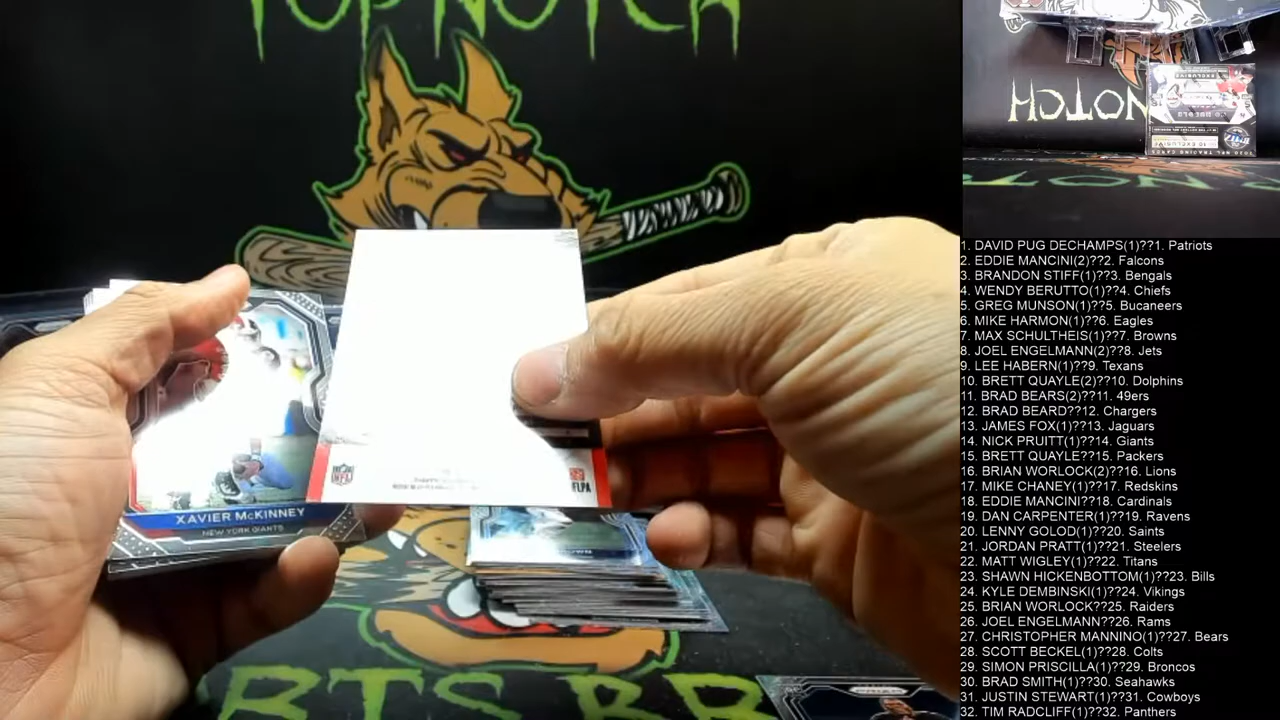 TOP NOTCH
XAVIER McKINNEY
NEW YORK GIANTS
NFL
NOTCH
1. DAVID PUG DECHAMPS(1)??1. Patriots
2. EDDIE MANCINI(2)??2. Falcons
3. BRANDON STIFF(1)??3. Bengals
4. WENDY BERUTTO(1)??4. Chiefs
5. GREG MUNSON(1)??5. Bucaneers
6. MIKE HARMON(1)??6. Eagles
7. MAX SCHULTHEIS(1)??7. Browns
8. JOEL ENGELMANN(2)??8. Jets
9. LEE HABERN(1)??9. Texans
10. BRETT QUAYLE(2)??10. Dolphins
11. BRAD BEARS(2)??11. 49ers
12. BRAD BEARD??12. Chargers
13. JAMES FOX(1)??13. Jaguars
14. NICK PRUITT(1)??14. Giants
15. BRETT QUAYLE??15. Packers
16. BRIAN WORLOCK(2)??16. Lions
17. MIKE CHANEY(1)??17. Redskins
18. EDDIE MANCINI??18. Cardinals
19. DAN CARPENTER(1)??19. Ravens
20. LENNY GOLOD(1)??20. Saints
21. JORDAN PRATT(1)??21. Steelers
22. MATT WIGLEY(1)??22. Titans
23. SHAWN HICKENBOTTOM(1)??23. Bills
24. KYLE DEMBINSKI(1)??24. Vikings
25. BRIAN WORLOCK??25. Raiders
26. JOEL ENGELMANN??26. Rams
27. CHRISTOPHER MANNINO(1)??27. Bears
28. SCOTT BECKEL(1)??28. Colts
29. SIMON PRISCILLA(1)??29. Broncos
30. BRAD SMITH(1)??30. Seahawks
31. JUSTIN STEWART(1)??31. Cowboys
32. TIM RADCLIFF(1)??32. Panthers